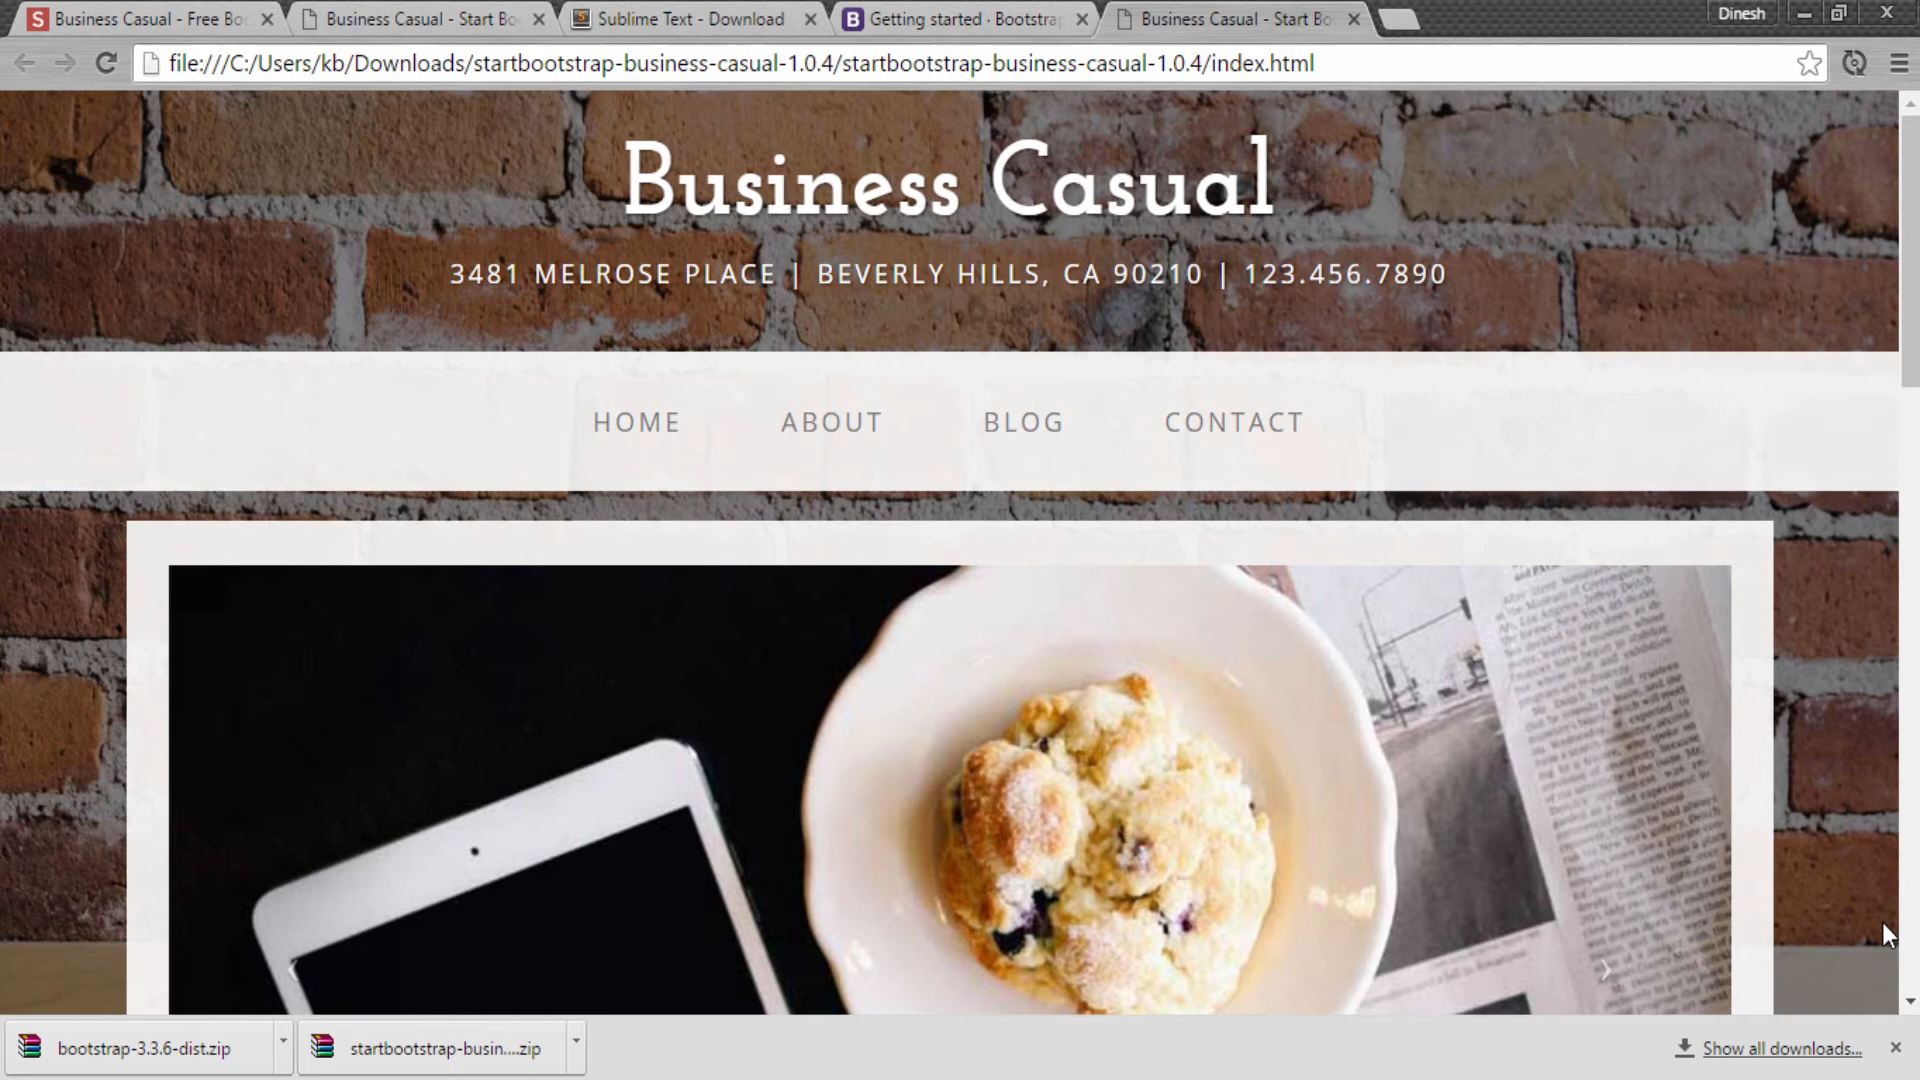 Business Casual - Free Bo
Business Casual - Start Bo
Sublime Text - Download
Getting started · Bootstra
Business Casual - Start Bo
Dinesh
file:///C:/Users/kb/Downloads/startbootstrap-business-casual-1.0.4/startbootstrap-business-casual-1.0.4/index.html
Business Casual
3481 MELROSE PLACE | BEVERLY HILLS, CA 90210 | 123.456.7890
HOME ABOUT BLOG CONTACT
bootstrap-3.3.6-dist.zip
startbootstrap-busin....zip
Show all downloads...